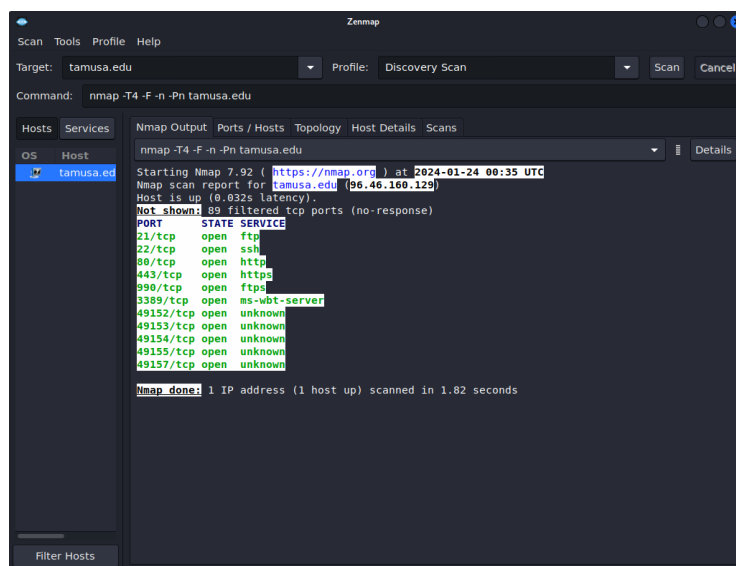 Zenmap
Scan Tools Profile Help
Target: tamusa.edu Profile: Discovery Scan Scan Cancel
Command: nmap -T4 -F -n -Pn tamusa.edu
Hosts Services Nmap Output Ports / Hosts Topology Host Details Scans
nmap -T4 -F -n -Pn tamusa.edu Details
OS Host
tamusa.ed
Starting Nmap 7.92 ( https://nmap.org ) at 2024-01-24 00:35 UTC
Nmap scan report for tamusa.edu (96.46.160.129)
Host is up (0.032s latency).
Not shown: 89 filtered tcp ports (no-response)
PORT STATE SERVICE
21/tcp open ftp
22/tcp open ssh
80/tcp open http
443/tcp open https
990/tcp open ftps
3389/tcp open ms-wbt-server
49152/tcp open unknown
49153/tcp open unknown
49154/tcp open unknown
49155/tcp open unknown
49157/tcp open unknown
Nmap done: 1 IP address (1 host up) scanned in 1.82 seconds
Filter Hosts